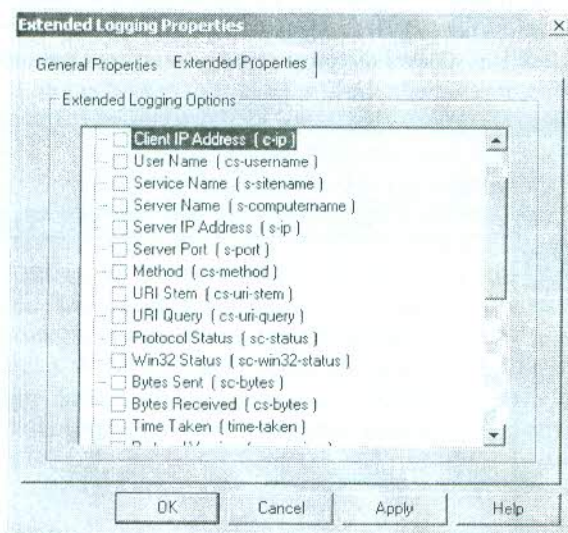 Extended Logging Properties
General Properties Extended Properties
Extended Logging Options
Client IP Address ( c-ip )
User Name ( cs-username )
Service Name ( s-sitename )
Server Name ( s-computername )
Server IP Address ( s-ip )
Server Port ( s-port )
Method ( cs-method )
URI Stem ( cs-uri-stem )
URI Query ( cs-uri-query )
Protocol Status ( sc-status )
Win32 Status ( sc-win32-status )
Bytes Sent ( sc-bytes )
Bytes Received ( cs-bytes )
Time Taken ( time-taken )
OK Cancel Apply Help